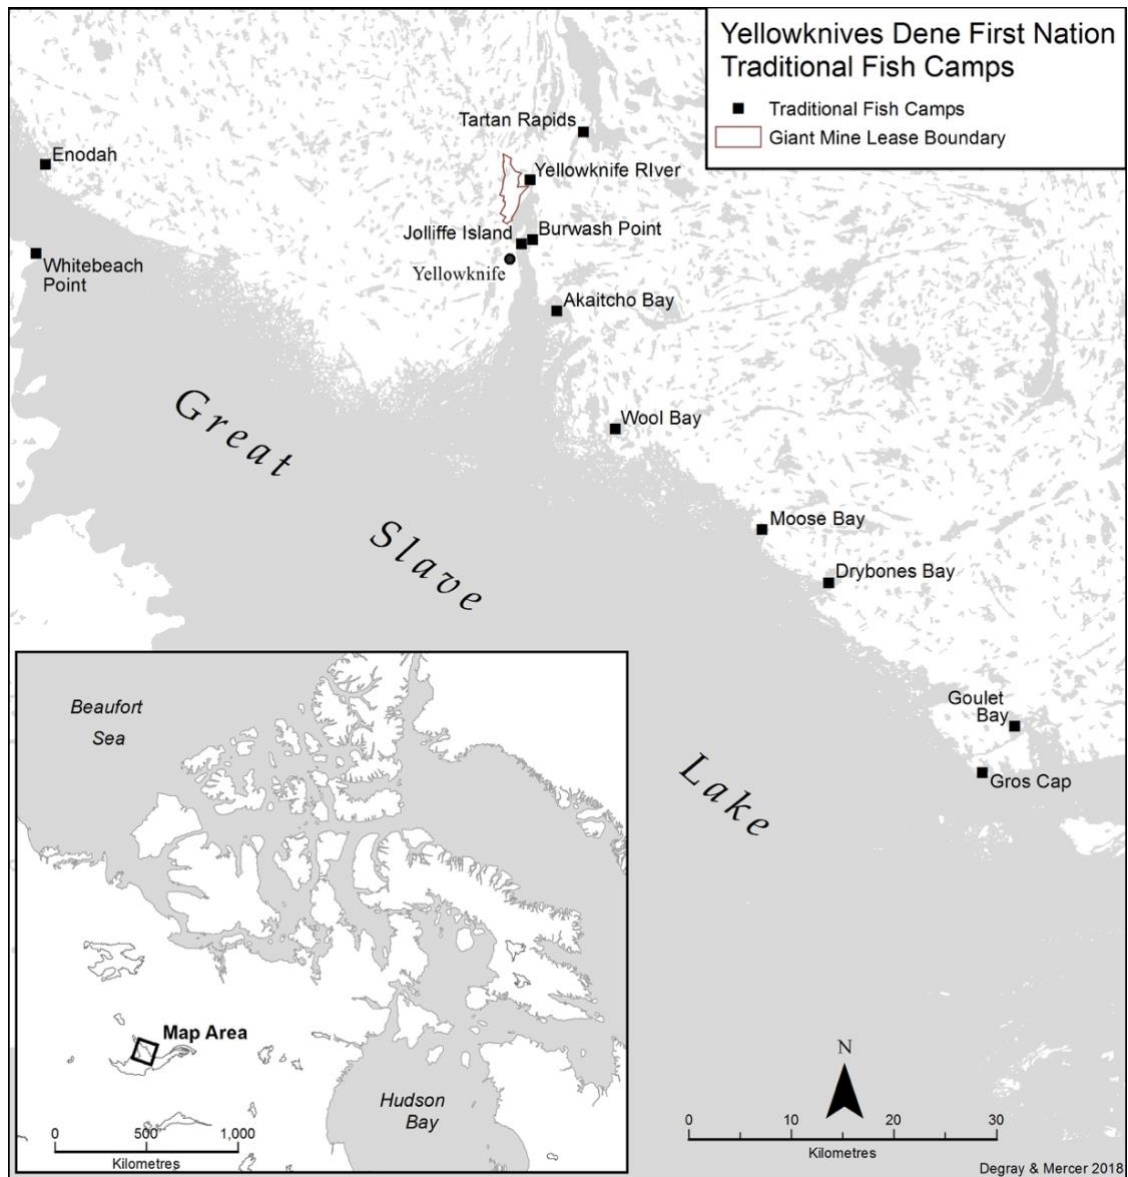 Yellowknives Dene First Nation
Traditional Fish Camps
Traditional Fish Camps
Giant Mine Lease Boundary
Tartan Rapids
Enodah
Yellowknife RIver
Jolliffe Island
Burwash Point
Whitebeach
Point
Yellowknife
Akaitcho Bay
Great
Wool Bay
Slave
Moose Bay
Drybones Bay
Goulet
Bay
Lake
Gros Cap
Beaufort
Sea
Map Area
Hudson
Bay
0 500 1,000
Kilometres
N
0 10 20 30
Kilometres
Degray & Mercer 2018